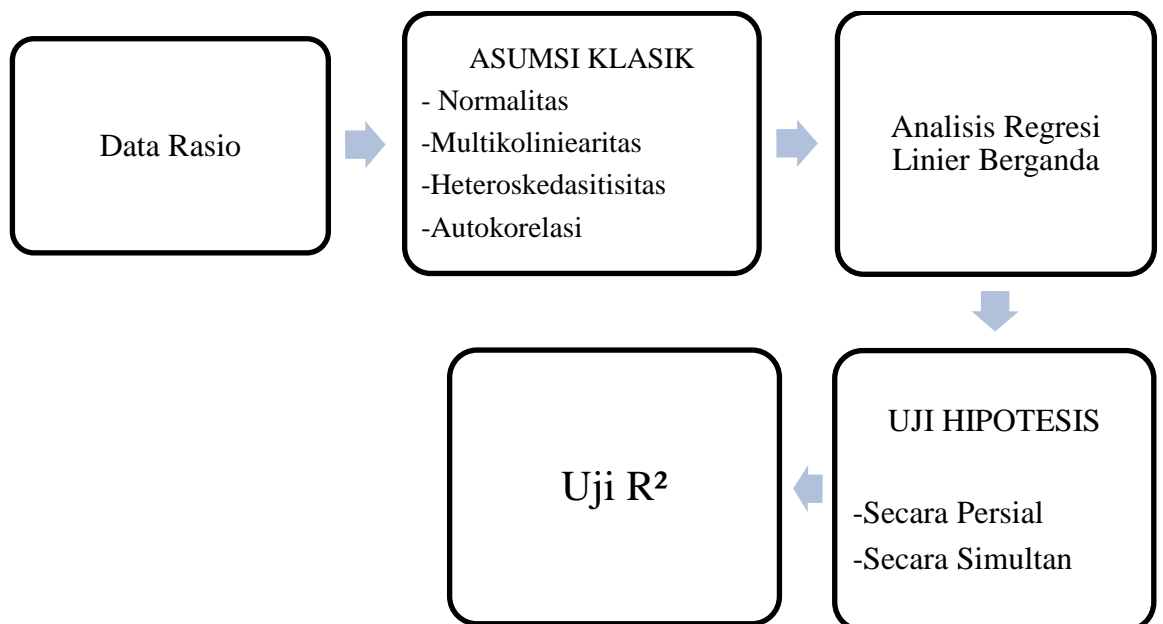 Data Rasio
ASUMSI KLASIK
- Normalitas
-Multikoliniearitas
-Heteroskedasitisitas
-Autokorelasi
Analisis Regresi
Linier Berganda
UJI HIPOTESIS
-Secara Persial
-Secara Simultan
Uji R²